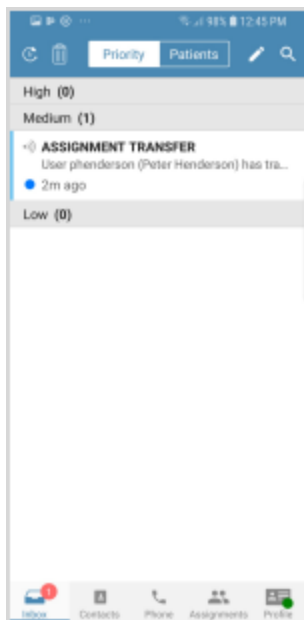 98% 12:45 PM
Priority Patients
High (0)
Medium (1)
ASSIGNMENT TRANSFER
User phenderson (Peter Henderson) has tra...
2m ago
Low (0)
1
Inbox Contacts Phone Assignments Profile